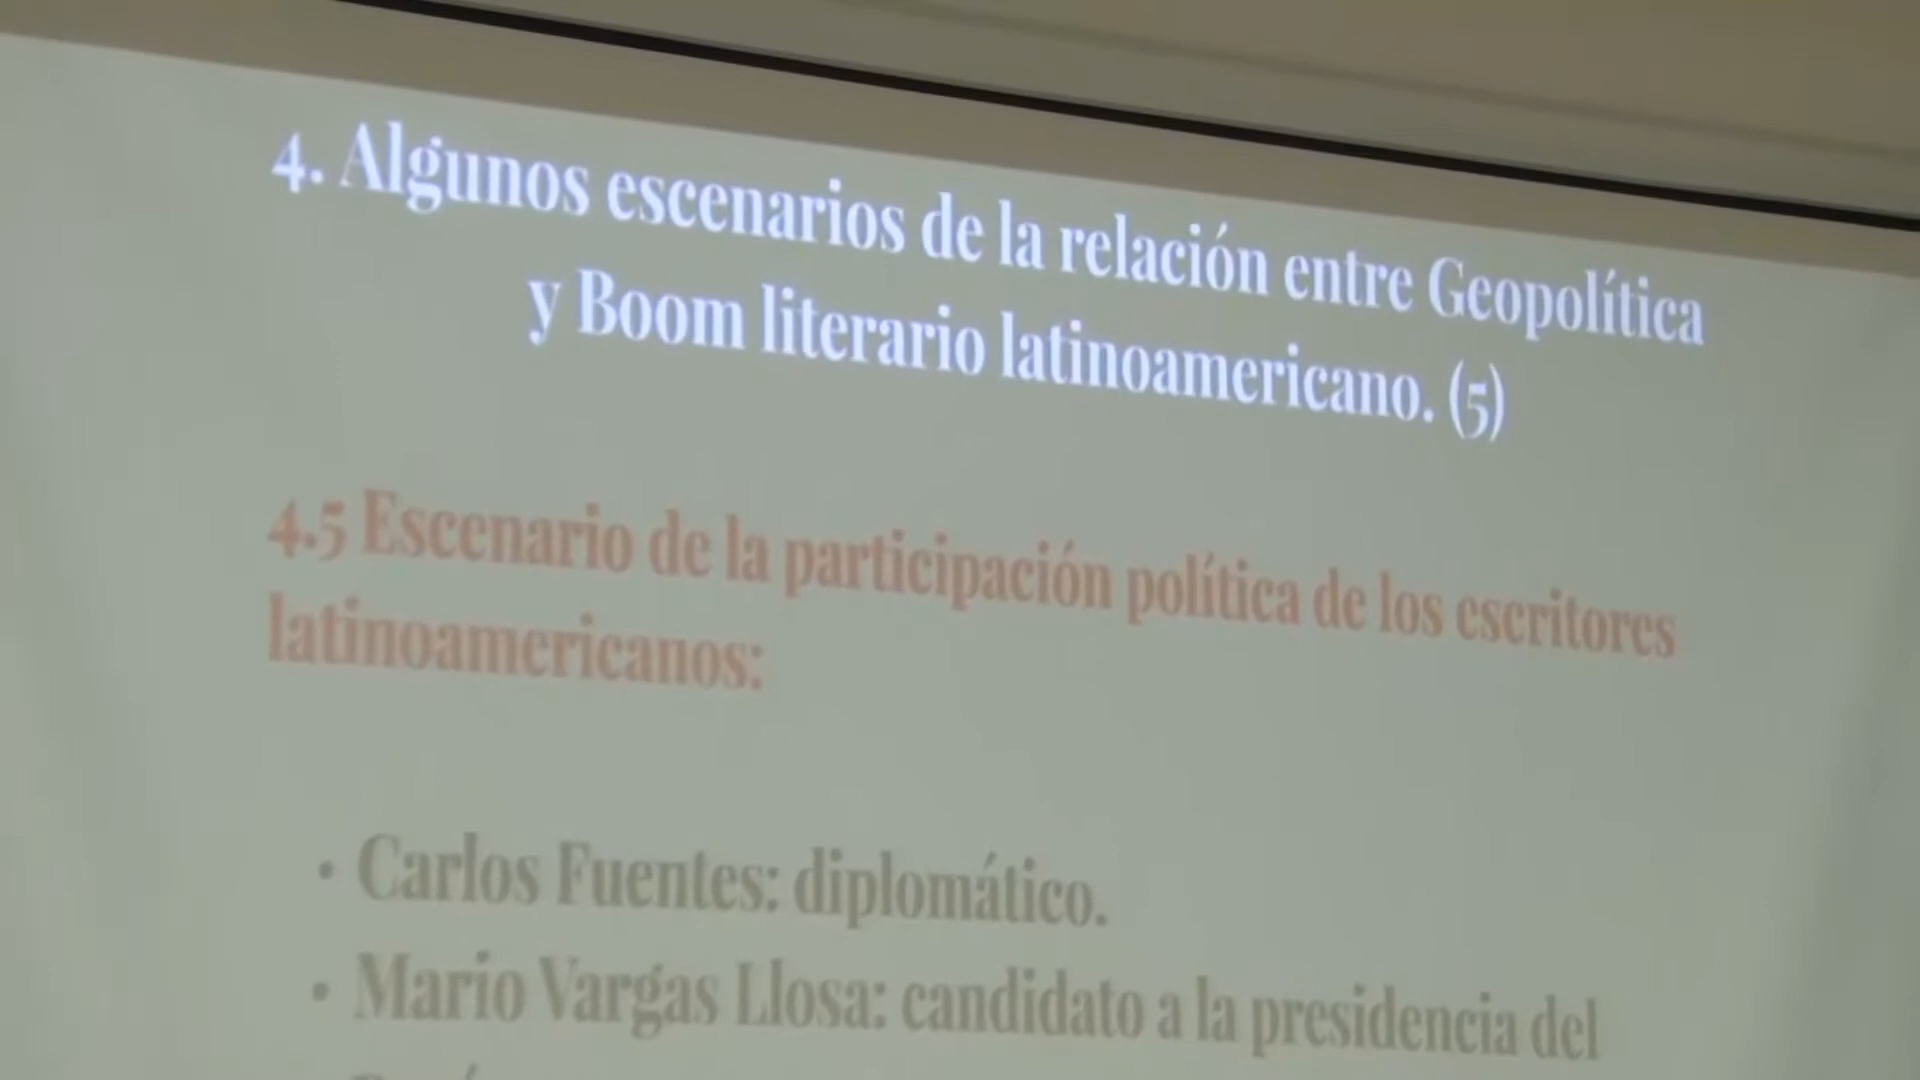 4. Algunos escenarios de la relación entre Geopolítica
y Boom literario latinoamericano. (5)
4.5 Escenario de la participación política de los escritores
latinoamericanos:
• Carlos Fuentes: diplomático.
• Mario Vargas Llosa: candidato a la presidencia del